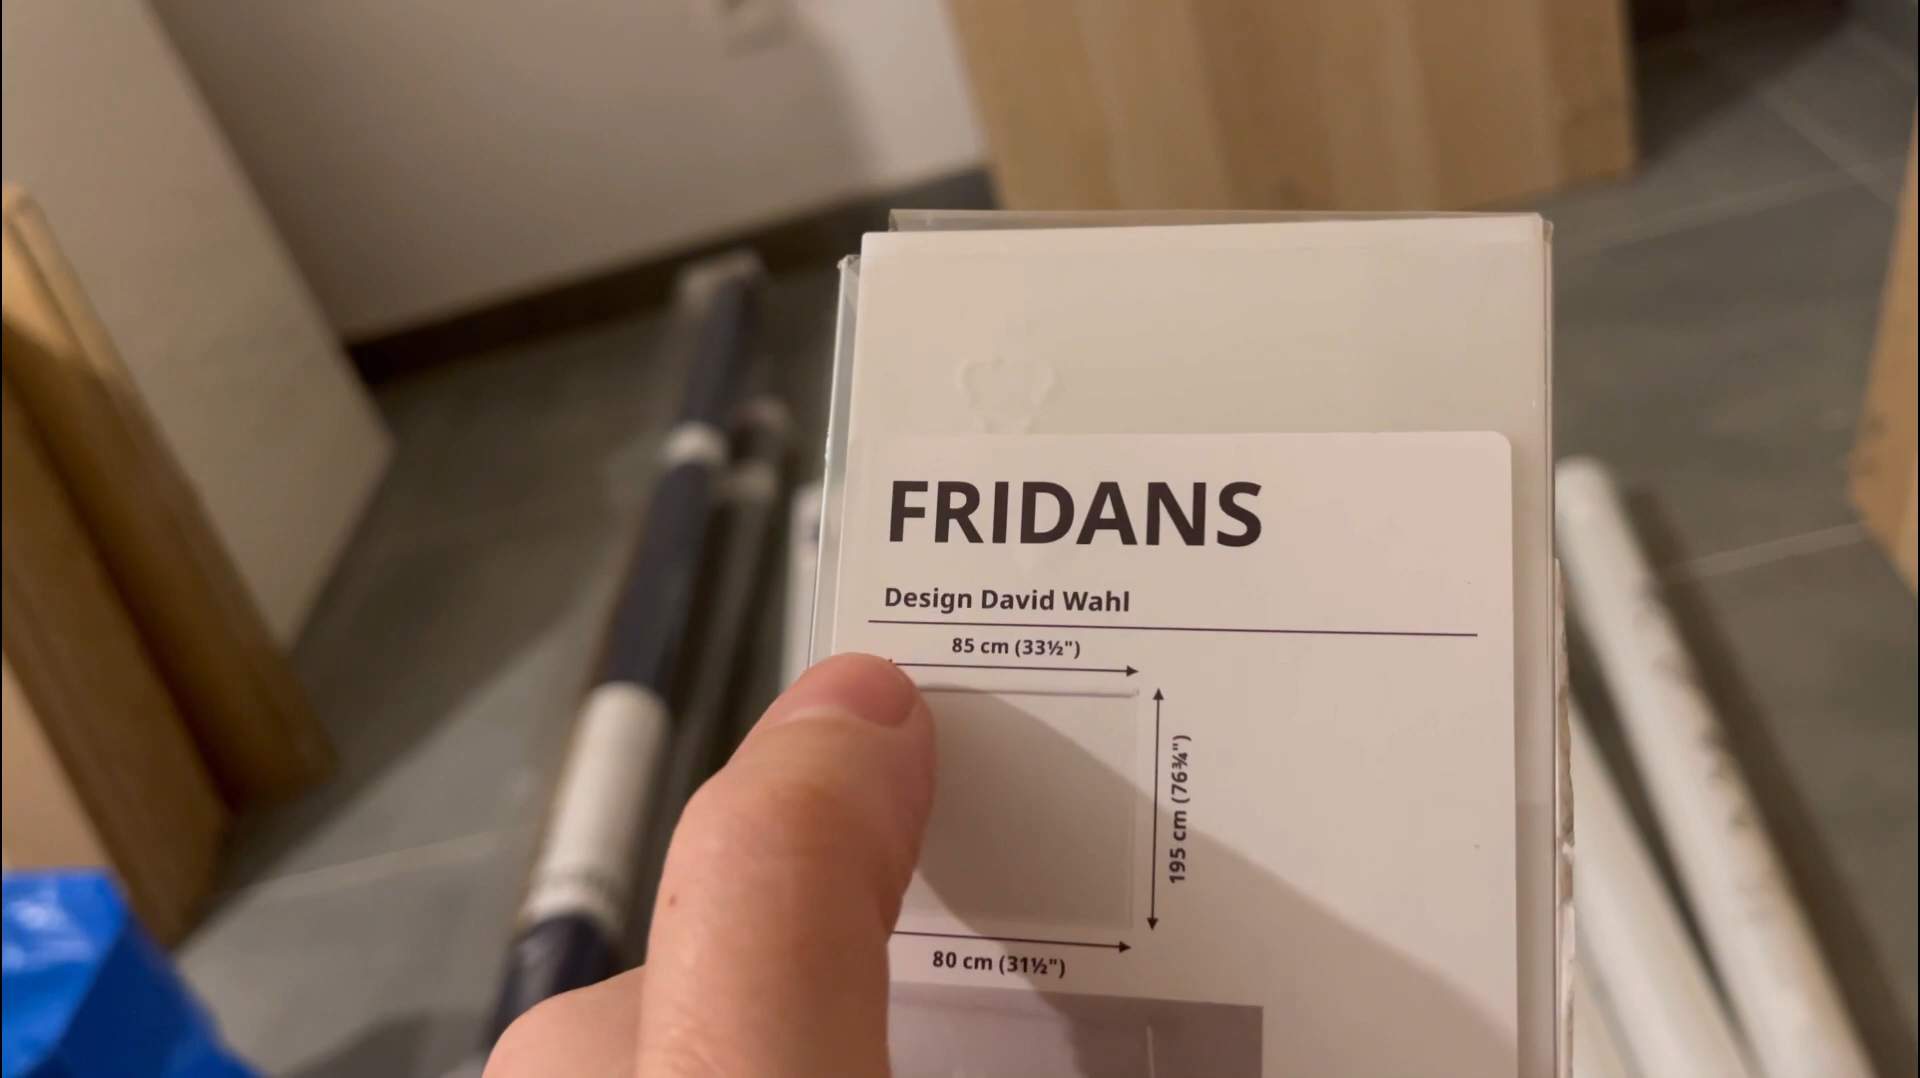 FRIDANS
Design David Wahl
85 cm (33½")
195 cm (76¾")
80 cm (31½")